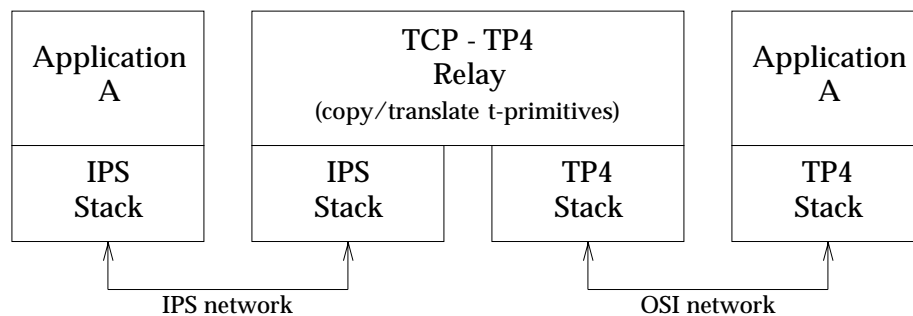 Application
A
TCP - TP4
Relay
(copy/translate t-primitives)
Application
A
IPS
Stack
IPS
Stack
TP4
Stack
TP4
Stack
IPS network
OSI network